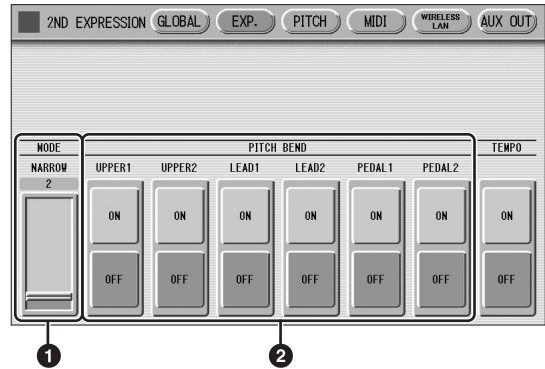 2ND EXPRESSION GLOBAL EXP. PITCH MIDI WIRELESS LAN AUX OUT
MODE PITCH BEND TEMPO
NARROW UPPER1 UPPER2 LEAD1 LEAD2 PEDAL1 PEDAL2
2
ON ON ON ON ON ON ON
OFF OFF OFF OFF OFF OFF OFF
1 2